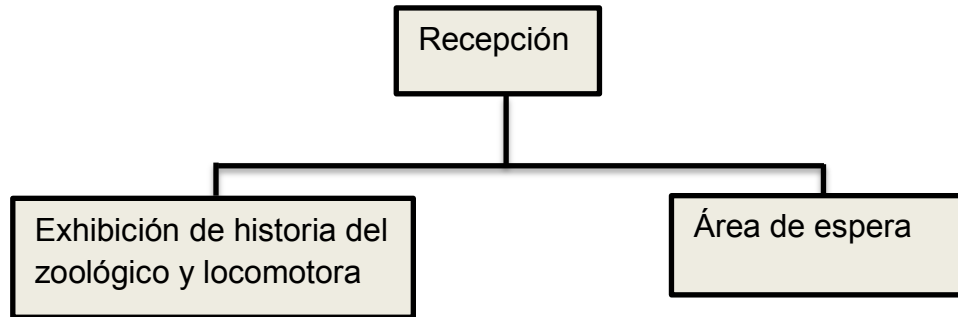 Recepción
Exhibición de historia del
zoológico y locomotora
Área de espera